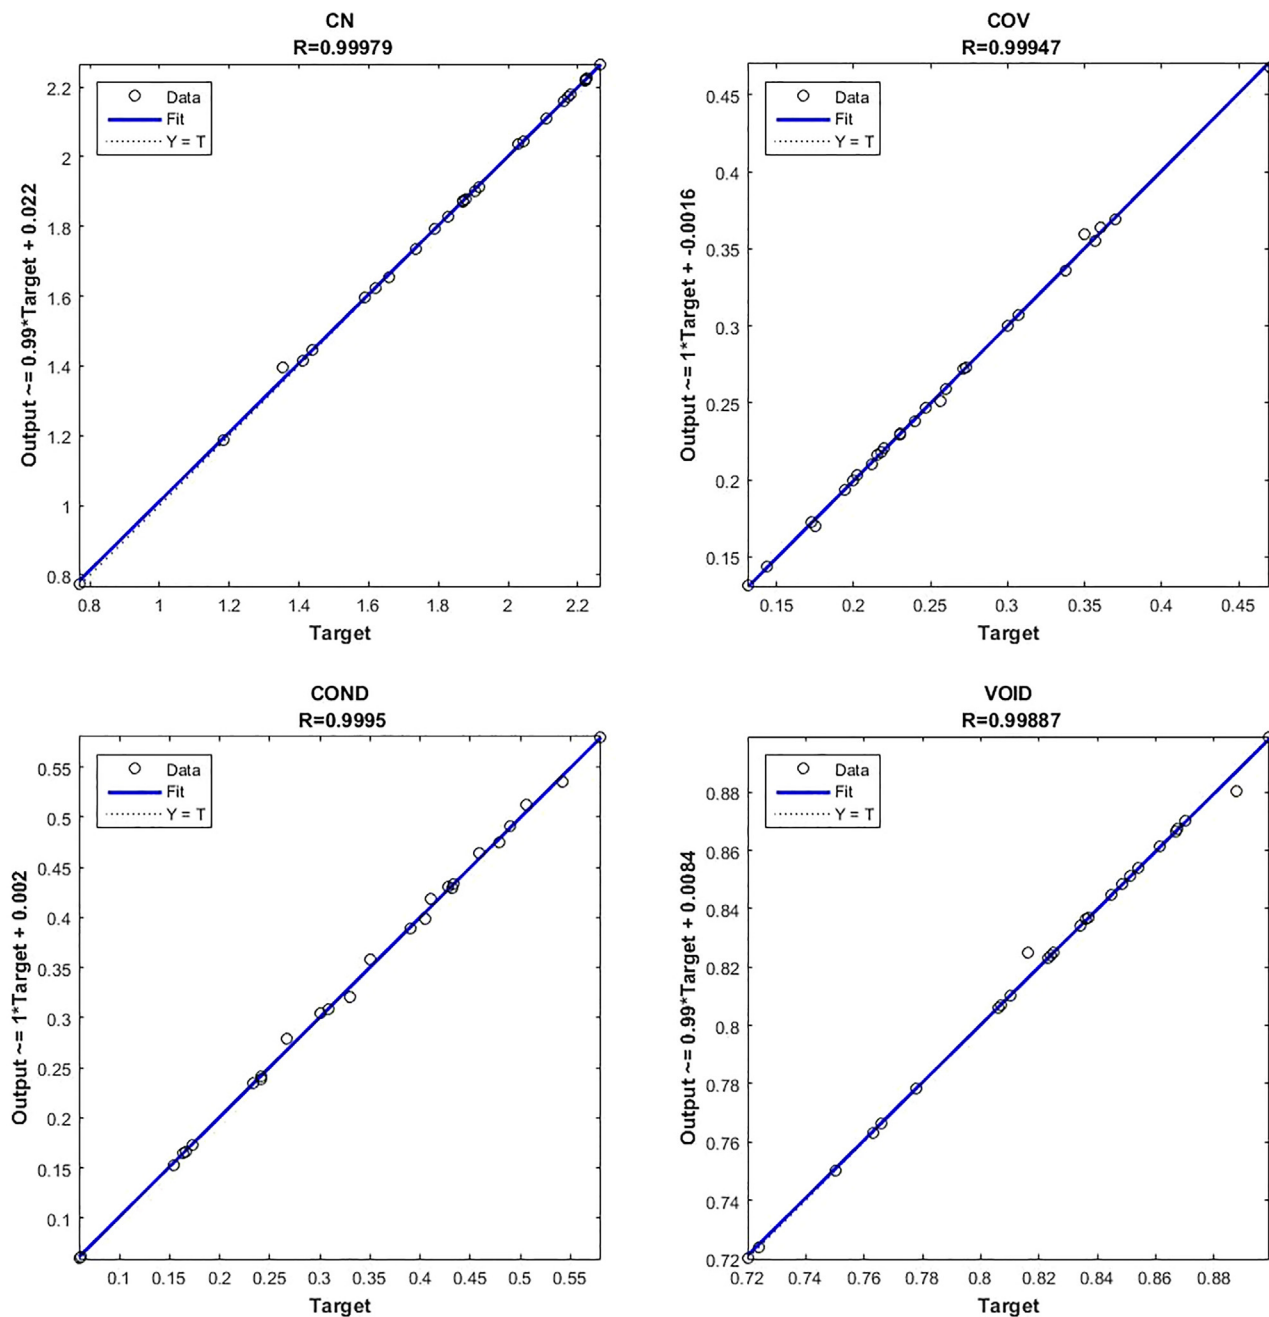 CN
R=0.99979
Data
Fit
Y = T
Output ~= 0.99*Target + 0.022
2.2
2
1.8
1.6
1.4
1.2
1
0.8
0.8 1 1.2 1.4 1.6 1.8 2 2.2
Target
COV
R=0.99947
Data
Fit
Y = T
Output ~= 1*Target + -0.0016
0.45
0.4
0.35
0.3
0.25
0.2
0.15
0.15 0.2 0.25 0.3 0.35 0.4 0.45
Target
COND
R=0.9995
Data
Fit
Y = T
Output ~= 1*Target + 0.002
0.55
0.5
0.45
0.4
0.35
0.3
0.25
0.2
0.15
0.1
0.1 0.15 0.2 0.25 0.3 0.35 0.4 0.45 0.5 0.55
Target
VOID
R=0.99887
Data
Fit
Y = T
Output ~= 0.99*Target + 0.0084
0.88
0.86
0.84
0.82
0.8
0.78
0.76
0.74
0.72
0.72 0.74 0.76 0.78 0.8 0.82 0.84 0.86 0.88
Target